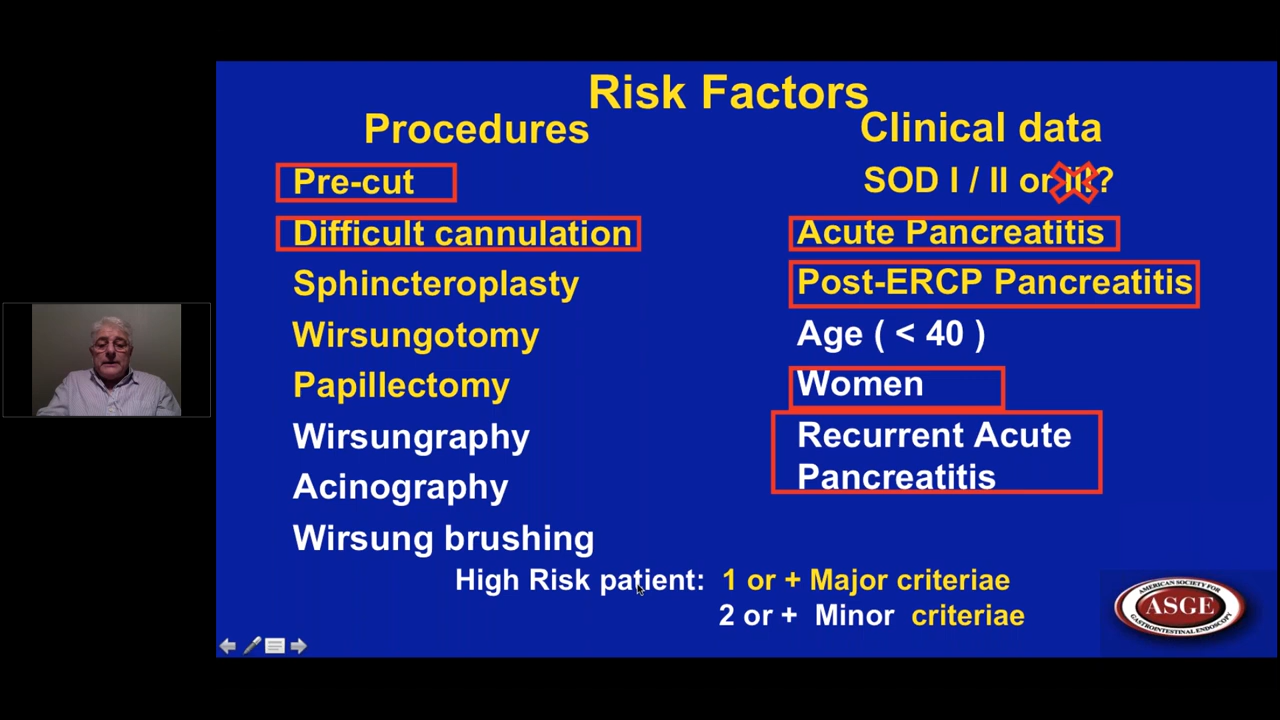 Risk Factors
Procedures
Pre-cut
Difficult cannulation
Sphincteroplasty
Wirsungotomy
Papillectomy
Wirsungraphy
Acinography
Wirsung brushing
Clinical data
SOD I / II or III?
Acute Pancreatitis
Post-ERCP Pancreatitis
Age ( < 40 )
Women
Recurrent Acute
Pancreatitis
High Risk patient: 1 or + Major criteriae
2 or + Minor criteriae
AMERICAN SOCIETY FOR
ASGE
GASTROINTESTINAL ENDOSCOPY